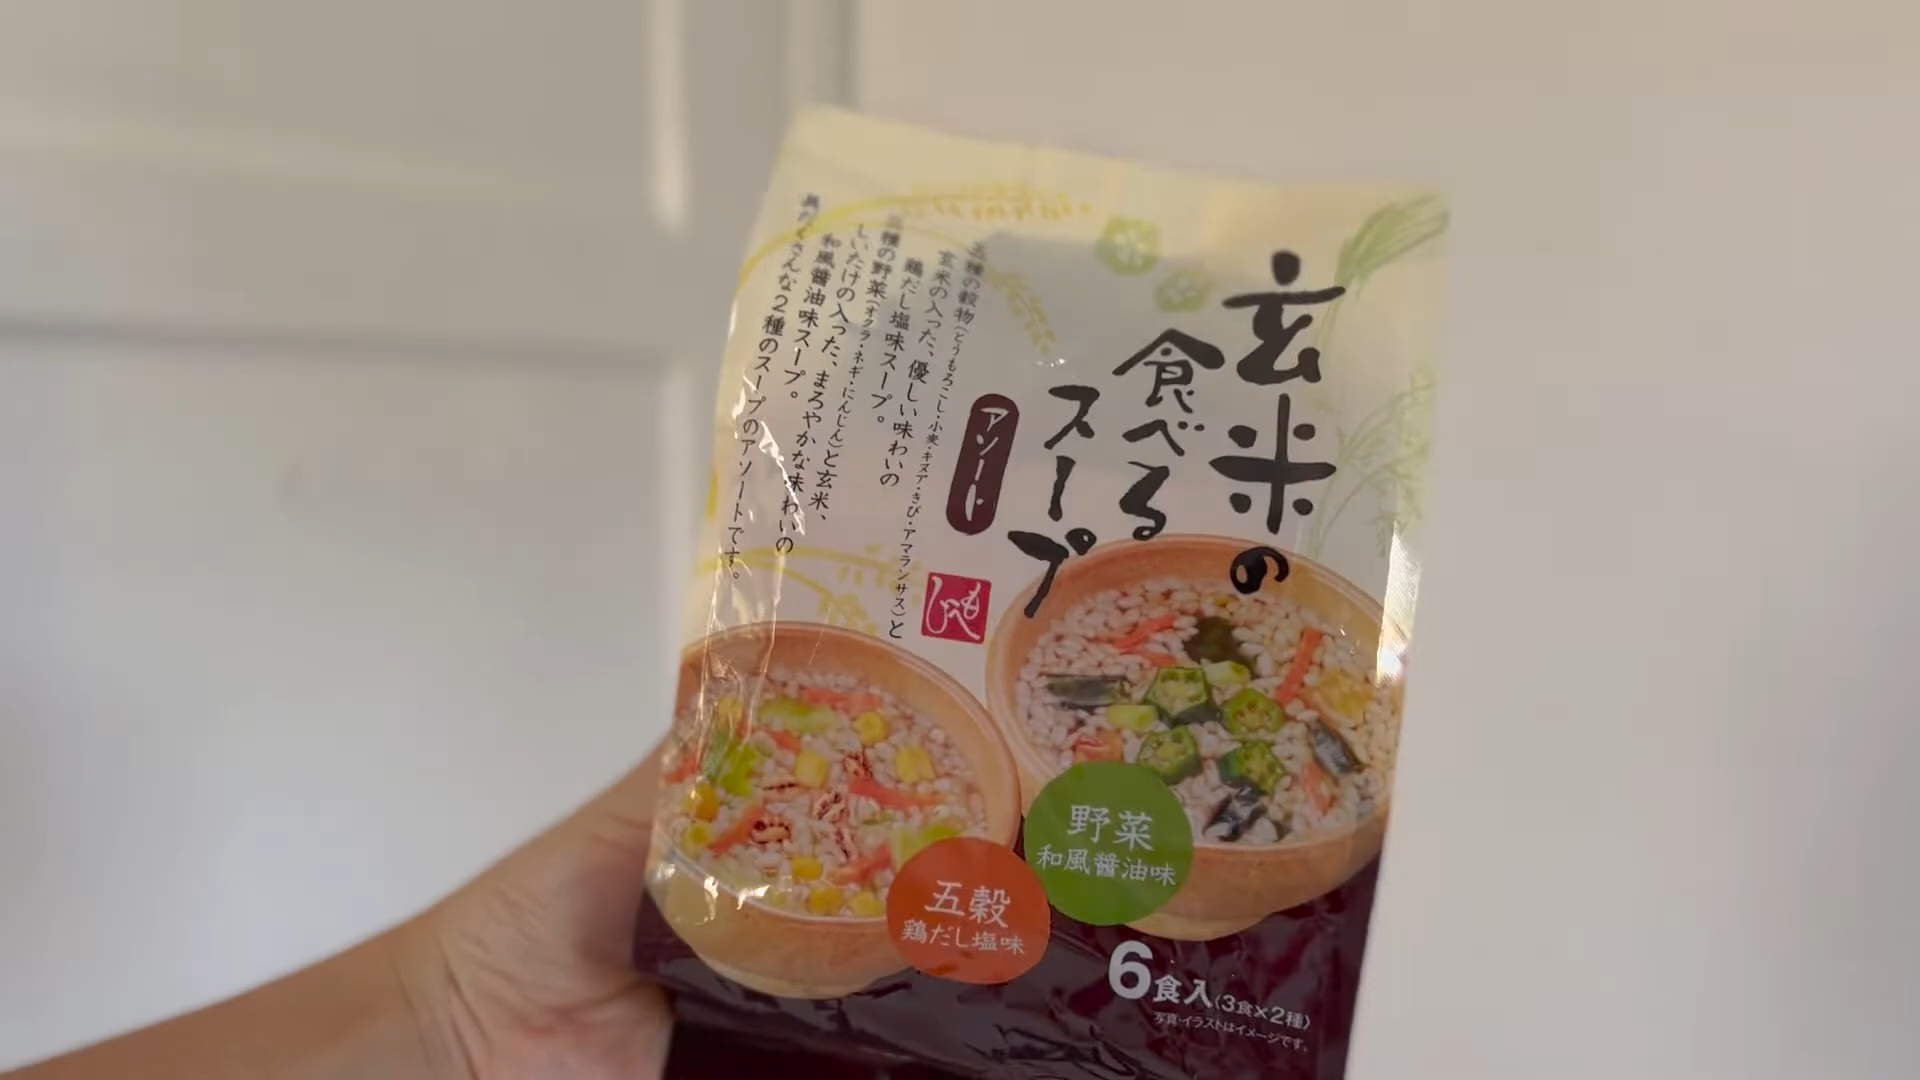 玄米の
食べる
スープ
アソート
五種の穀物(とうもろこし・小麦・キヌア・きび・アマランサス)と
玄米の入った、優しい味わいの
鶏だし塩味スープ。
三種の野菜(オクラ・ネギ・にんじん)と玄米、
しいたけの入った、まろやかな味わいの
和風醤油味スープ。
具だくさんな2種のスープのアソートです。
もへじ
野菜
和風醤油味
五穀
鶏だし塩味
6食入(3食×2種)
写真・イラストはイメージです。